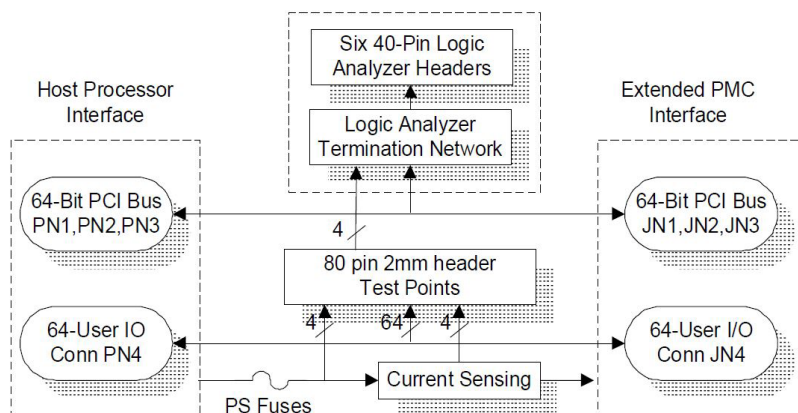 Six 40-Pin Logic
Analyzer Headers
Host Processor
Interface
Extended PMC
Interface
Logic Analyzer
Termination Network
64-Bit PCI Bus
PN1,PN2,PN3
64-Bit PCI Bus
JN1,JN2,JN3
4
80 pin 2mm header
Test Points
4
64
4
64-User IO
Conn PN4
64-User I/O
Conn JN4
Current Sensing
PS Fuses